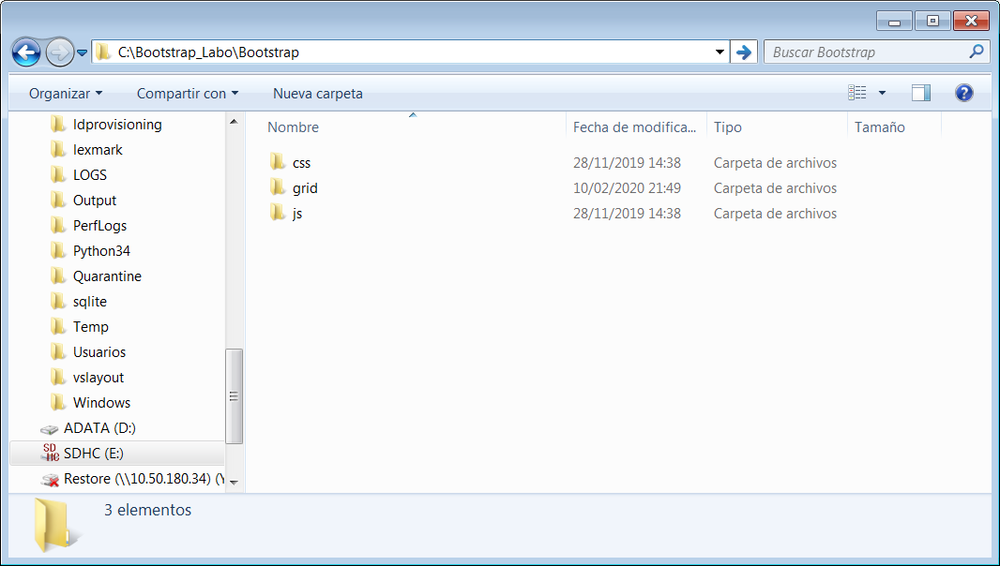 C:\Bootstrap_Labo\Bootstrap
Buscar Bootstrap
Organizar Compartir con Nueva carpeta
Nombre Fecha de modifica... Tipo Tamaño
css 28/11/2019 14:38 Carpeta de archivos
grid 10/02/2020 21:49 Carpeta de archivos
js 28/11/2019 14:38 Carpeta de archivos
ldprovisioning
lexmark
LOGS
Output
PerfLogs
Python34
Quarantine
sqlite
Temp
Usuarios
vslayout
Windows
ADATA (D:)
SD HC SDHC (E:)
Restore (\\10.50.180.34) (Y
3 elementos